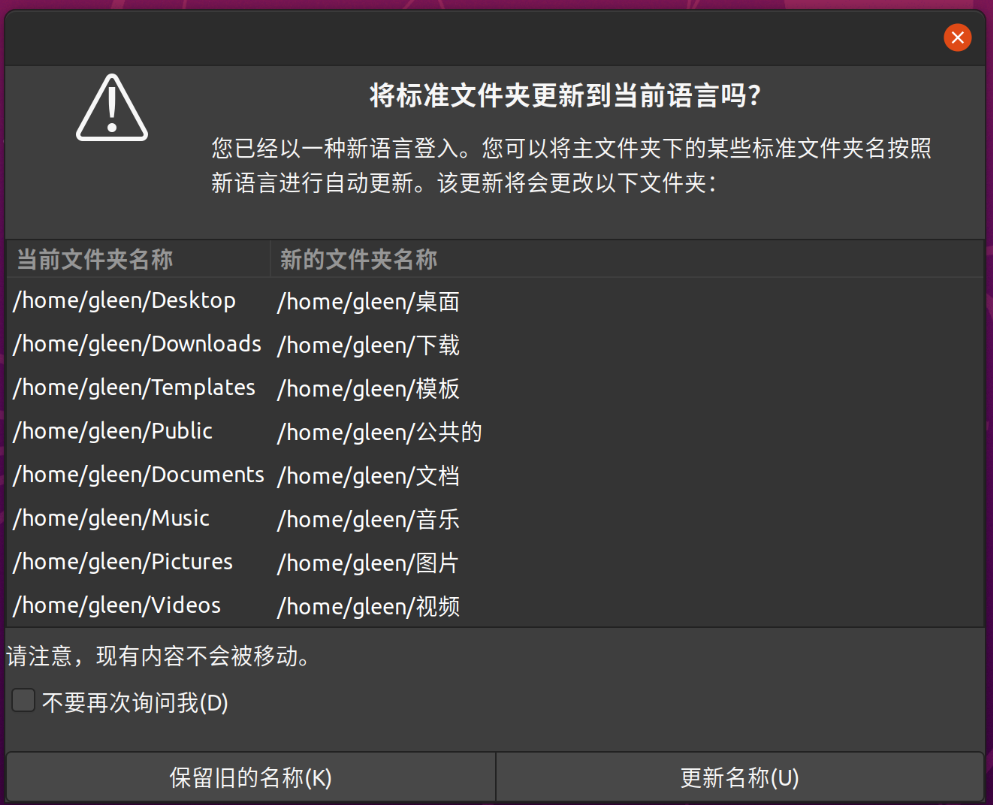 将标准文件夹更新到当前语言吗?
您已经以一种新语言登入。您可以将主文件夹下的某些标准文件夹名按照
新语言进行自动更新。该更新将会更改以下文件夹：
当前文件夹名称 新的文件夹名称
/home/gleen/Desktop /home/gleen/桌面
/home/gleen/Downloads /home/gleen/下载
/home/gleen/Templates /home/gleen/模板
/home/gleen/Public /home/gleen/公共的
/home/gleen/Documents /home/gleen/文档
/home/gleen/Music /home/gleen/音乐
/home/gleen/Pictures /home/gleen/图片
/home/gleen/Videos /home/gleen/视频
请注意，现有内容不会被移动。
不要再次询问我(D)
保留旧的名称(K) 更新名称(U)